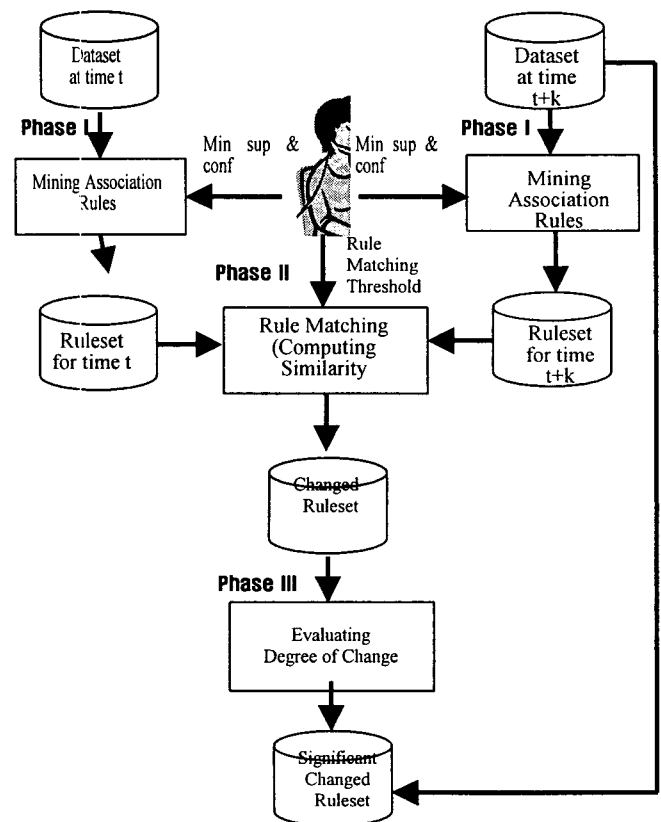 Dataset
at time t
Dataset
at time
t+k
Phase I
Phase I
Min sup &
conf
Min sup &
conf
Mining Association
Rules
Mining
Association
Rules
Phase II
Rule
Matching
Threshold
Ruleset
for time t
Rule Matching
(Computing
Similarity
Ruleset
for time
t+k
Changed
Ruleset
Phase III
Evaluating
Degree of Change
Significant
Changed
Ruleset